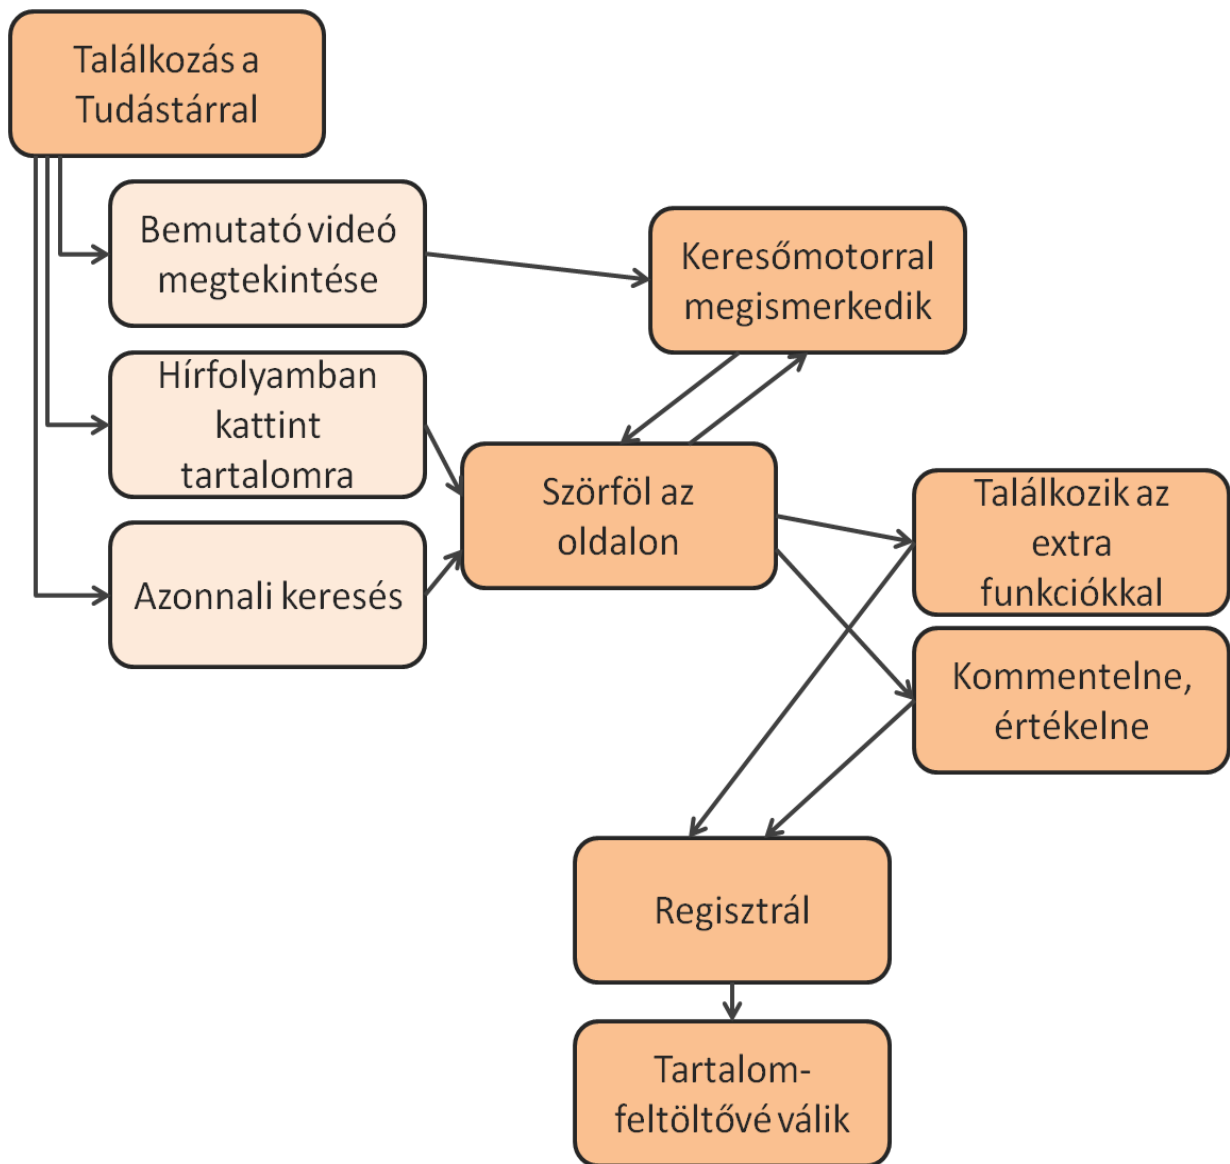 Találkozás a
Tudástárral
Bemutató videó
megtekintése
Keresőmotorral
megismerkedik
Hírfolyamban
kattint
tartalomra
Szörföl az
oldalon
Találkozik az
extra
funkciókkal
Azonnali keresés
Kommentelne,
értékelne
Regisztrál
Tartalom-
feltöltővé válik